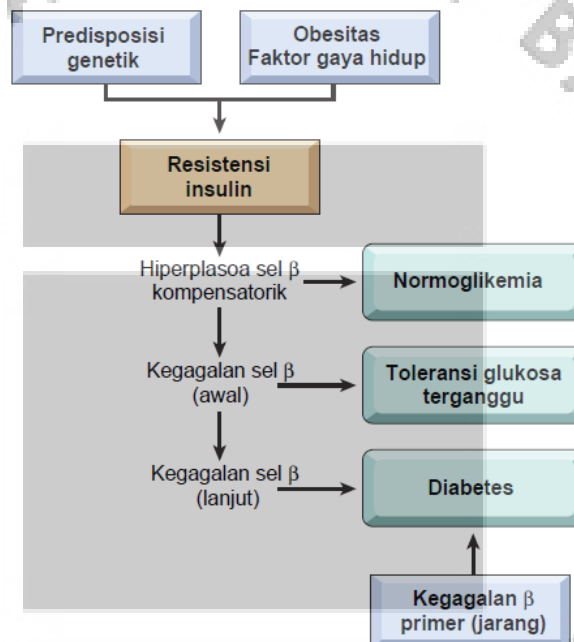 Predisposisi
genetik
Obesitas
Faktor gaya hidup
Resistensi
insulin
Hiperplasoa sel β
kompensatorik
Normoglikemia
Kegagalan sel β
(awal)
Toleransi glukosa
terganggu
Kegagalan sel β
(lanjut)
Diabetes
Kegagalan β
primer (jarang)